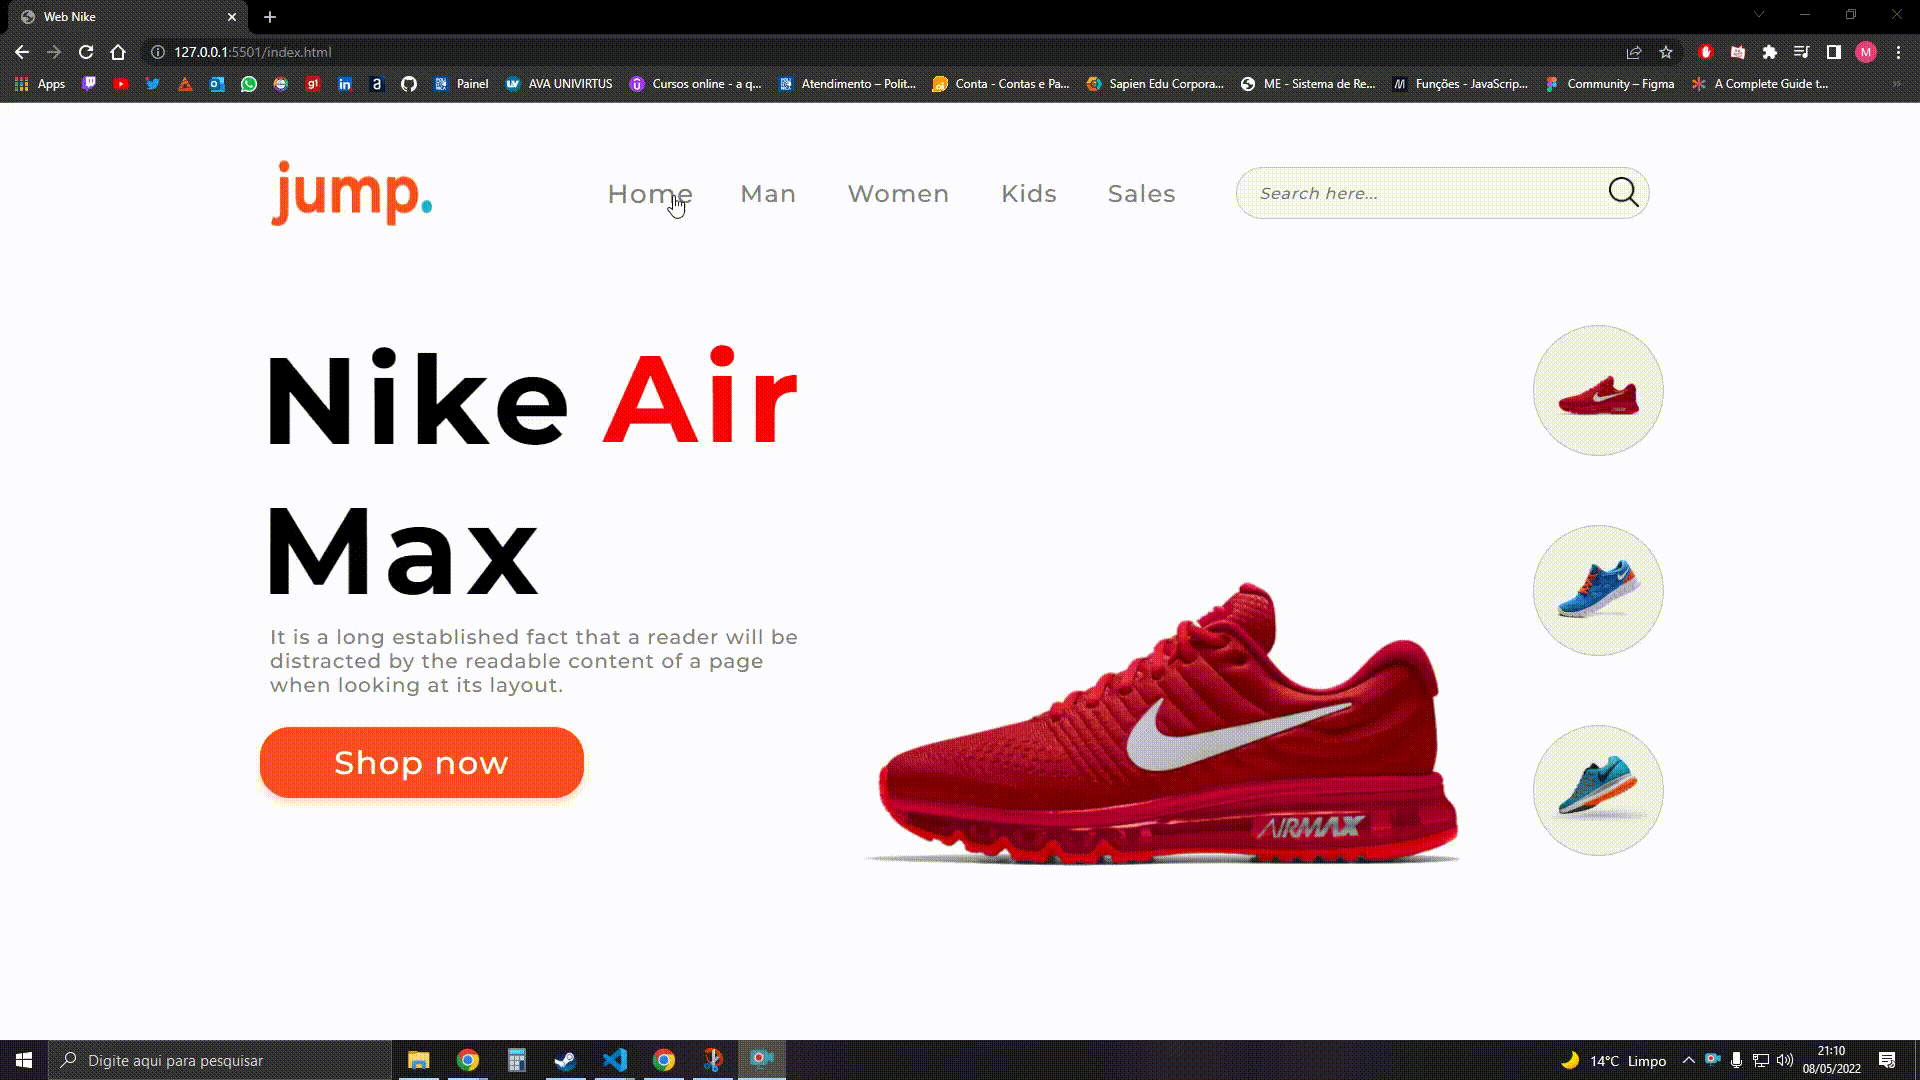 Web Nike
127.0.0.1:5501/index.html
Apps
g1
a
Painel
AVA UNIVIRTUS
Cursos online - a q...
Atendimento – Polit...
Conta - Contas e Pa...
Sapien Edu Corpora...
ME - Sistema de Re...
Funções - JavaScrip...
Community – Figma
A Complete Guide t...
M
jump.
Home Man Women Kids Sales
Search here...
Nike Air
Max
It is a long established fact that a reader will be
distracted by the readable content of a page
when looking at its layout.
Shop now
AIRMAX
Digite aqui para pesquisar
14°C Limpo
21:10
08/05/2022